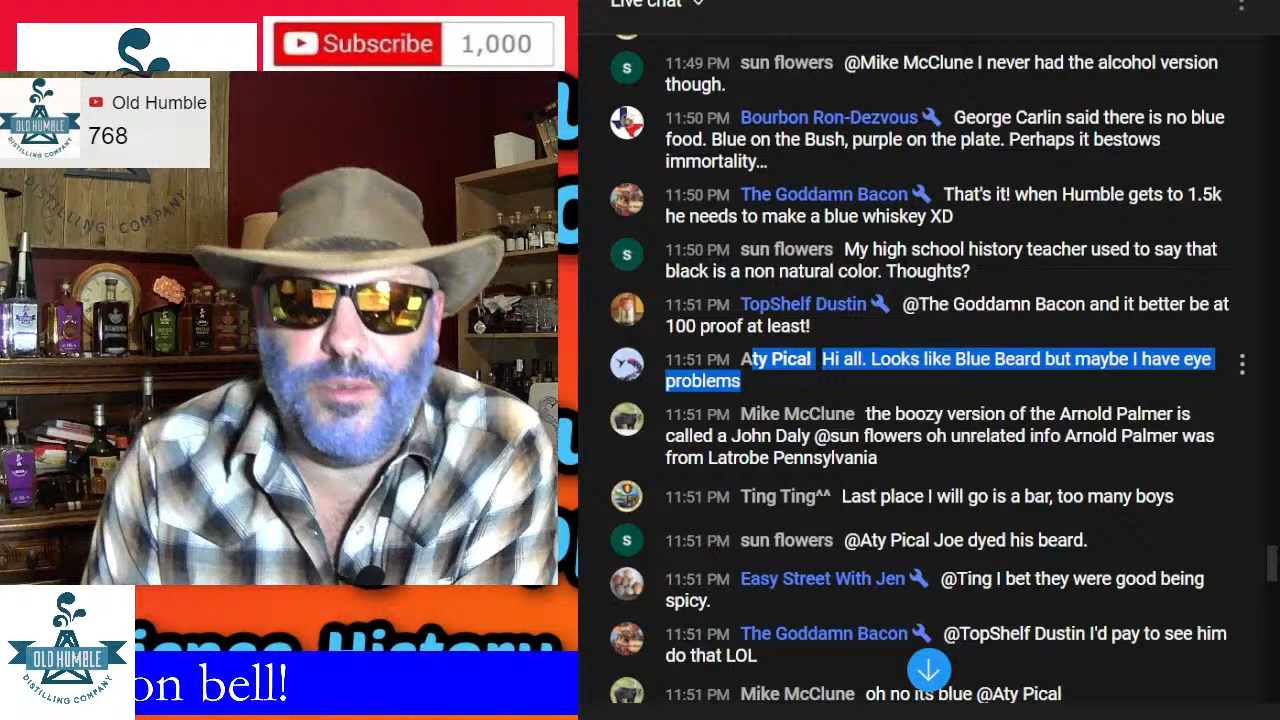 Subscribe
1,000
Old Humble
768
OLD HUMBLE
DISTILLING COMPANY
DISTILLING COMPANY
OLD HUMBLE
DISTILLING COMPANY
ience History
on bell!
Live chat
11:49 PM sun flowers @Mike McClune I never had the alcohol version
though.
11:50 PM Bourbon Ron-Dezvous George Carlin said there is no blue
food. Blue on the Bush, purple on the plate. Perhaps it bestows
immortality...
11:50 PM The Goddamn Bacon That's it! when Humble gets to 1.5k
he needs to make a blue whiskey XD
S 11:50 PM sun flowers My high school history teacher used to say that
black is a non natural color. Thoughts?
11:51 PM TopShelf Dustin @The Goddamn Bacon and it better be at
100 proof at least!
11:51 PM Aty Pical Hi all. Looks like Blue Beard but maybe I have eye
problems
11:51 PM Mike McClune the boozy version of the Arnold Palmer is
called a John Daly @sun flowers oh unrelated info Arnold Palmer was
from Latrobe Pennsylvania
11:51 PM Ting Ting^^ Last place I will go is a bar, too many boys
S 11:51 PM sun flowers @Aty Pical Joe dyed his beard.
11:51 PM Easy Street With Jen @Ting I bet they were good being
spicy.
11:51 PM The Goddamn Bacon @TopShelf Dustin I'd pay to see him
do that LOL
11:51 PM Mike McClune oh no its blue @Aty Pical